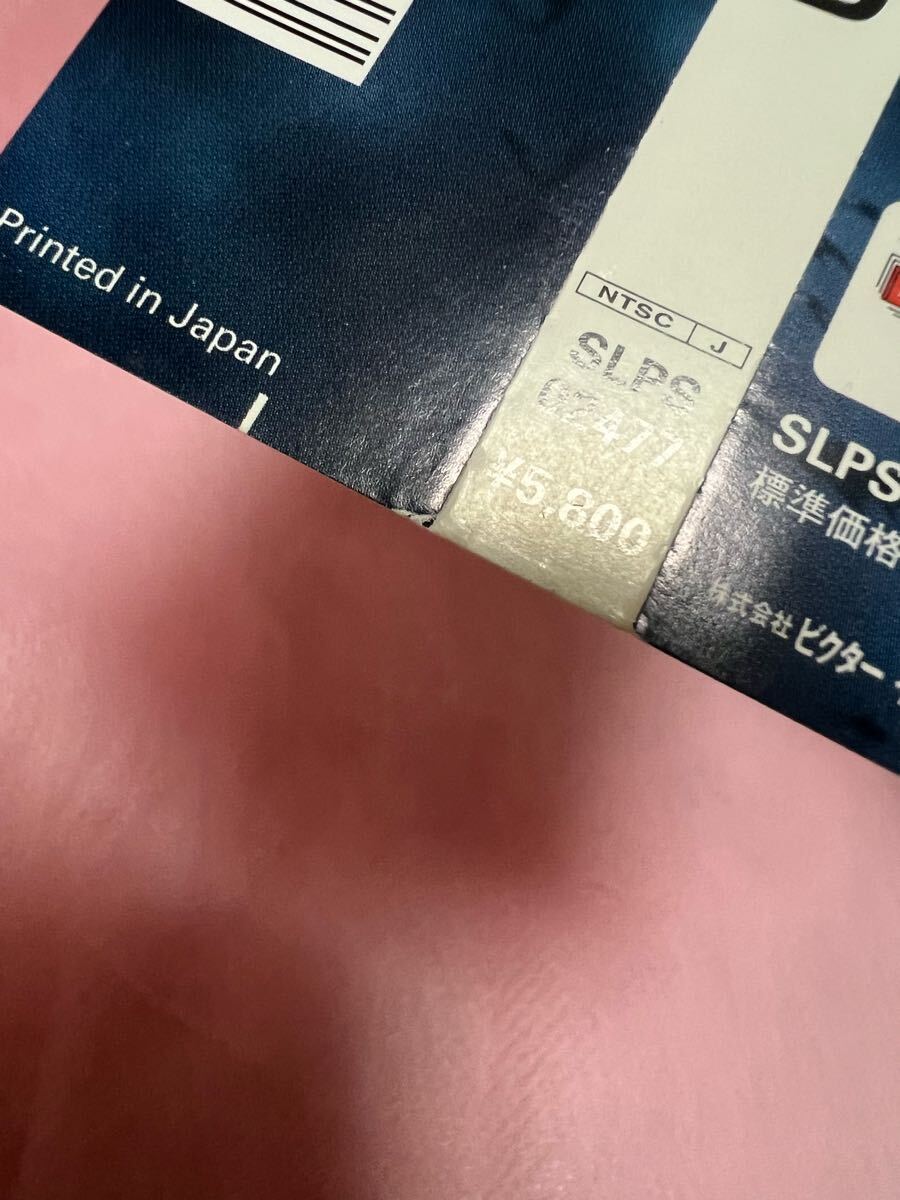 Printed in Japan
NTSC J
SLPS
02477
¥5,800
SLPS
標準価格
株式会社 ビクター